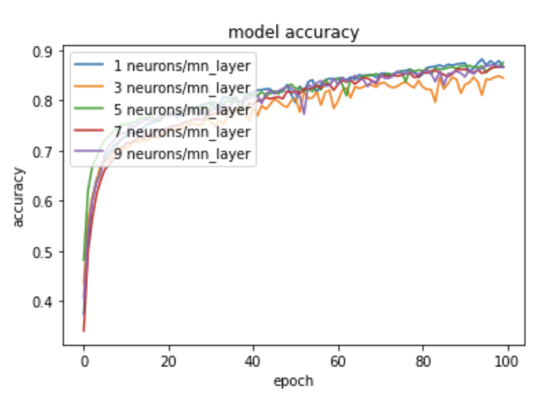 model accuracy
0.9
0.8
0.7
0.6
0.5
0.4
accuracy
1 neurons/mn_layer
3 neurons/mn_layer
5 neurons/mn_layer
7 neurons/mn_layer
9 neurons/mn_layer
0 20 40 60 80 100
epoch